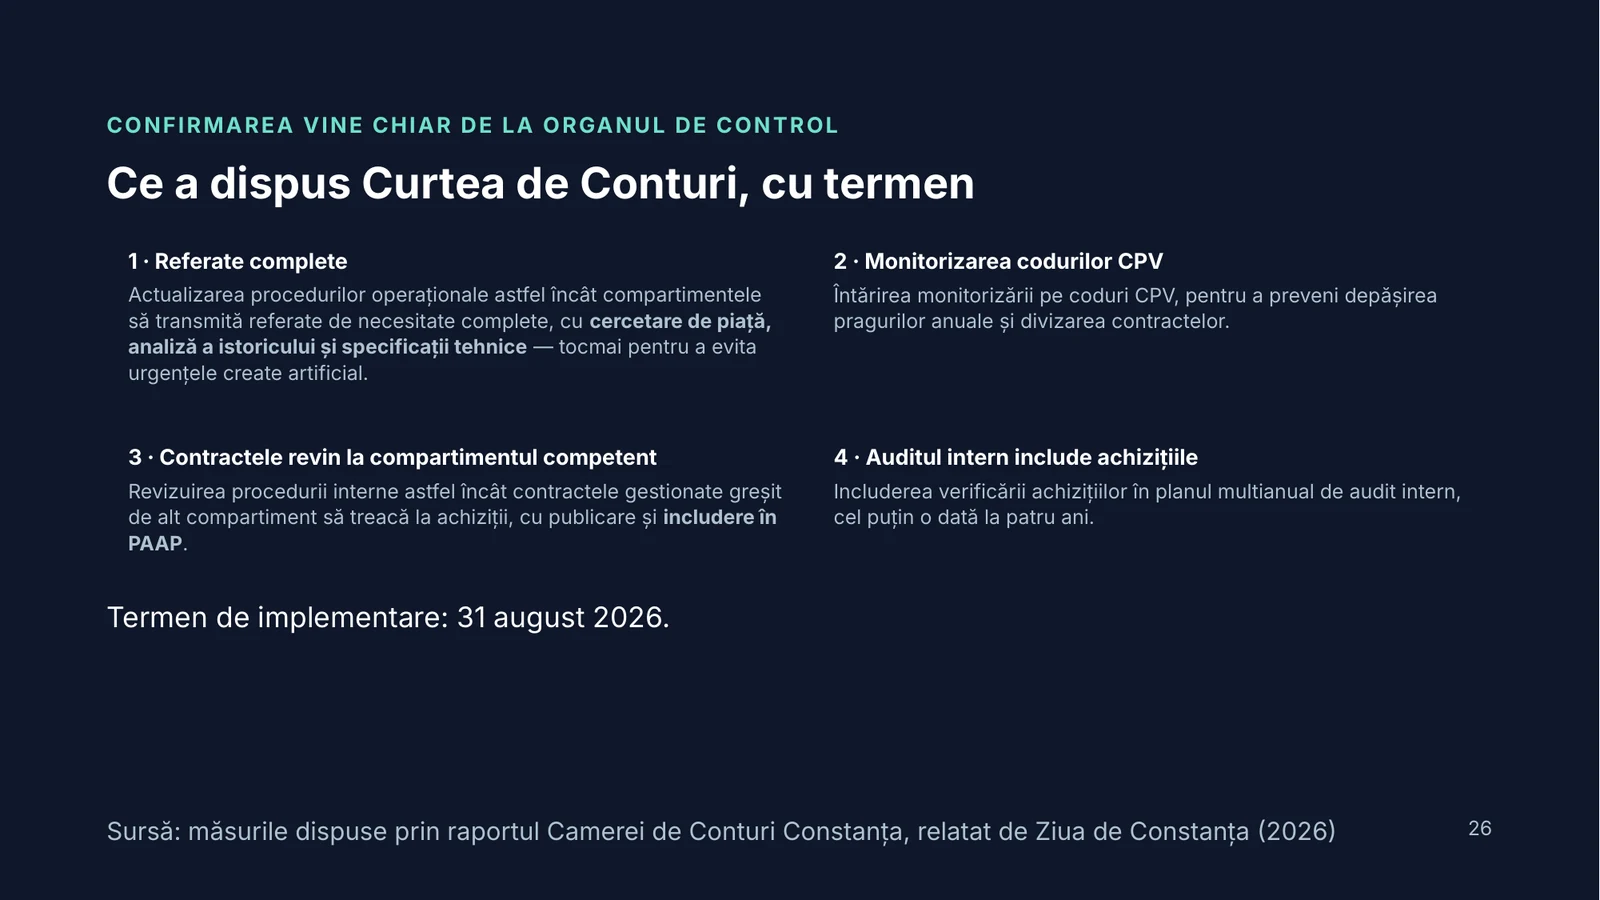 CONFIRMAREA VINE CHIAR DE LA ORGANUL DE CONTROL
Ce a dispus Curtea de Conturi, cu termen
1 · Referate complete
Actualizarea procedurilor operaționale astfel încât compartimentele
să transmită referate de necesitate complete, cu cercetare de piață,
analiză a istoricului și specificații tehnice — tocmai pentru a evita
urgențele create artificial.
2 · Monitorizarea codurilor CPV
Întărirea monitorizării pe coduri CPV, pentru a preveni depășirea
pragurilor anuale și divizarea contractelor.
3 · Contractele revin la compartimentul competent
Revizuirea procedurii interne astfel încât contractele gestionate greșit
de alt compartiment să treacă la achiziții, cu publicare și includere în
PAAP.
4 · Auditul intern include achizițiile
Includerea verificării achizițiilor în planul multianual de audit intern,
cel puțin o dată la patru ani.
Termen de implementare: 31 august 2026.
Sursă: măsurile dispuse prin raportul Camerei de Conturi Constanța, relatat de Ziua de Constanța (2026)
26